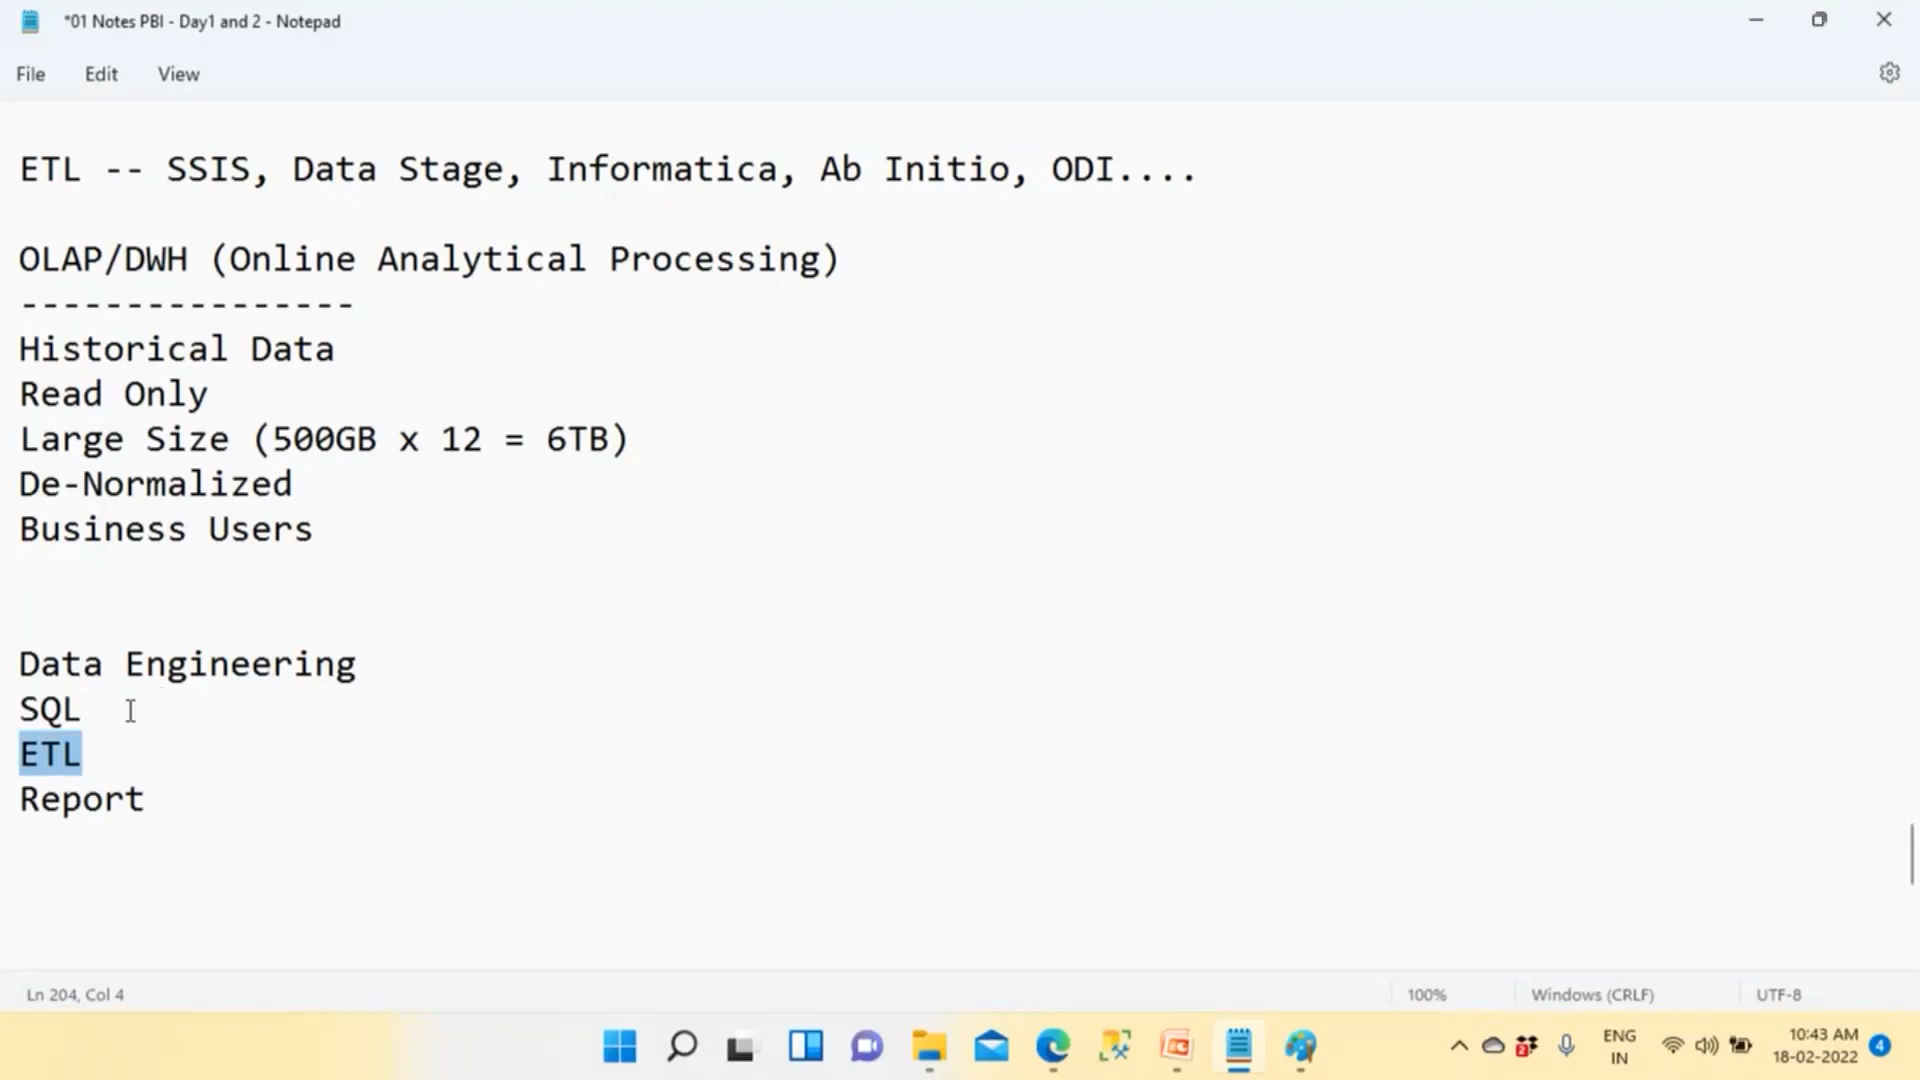 *01 Notes PBI - Day1 and 2 - Notepad
File Edit View
ETL -- SSIS, Data Stage, Informatica, Ab Initio, ODI....
OLAP/DWH (Online Analytical Processing)
----------------
Historical Data
Read Only
Large Size (500GB x 12 = 6TB)
De-Normalized
Business Users
Data Engineering
SQL
ETL
Report
Ln 204, Col 4 100% Windows (CRLF) UTF-8
2 ENG 10:43 AM 4
IN 18-02-2022